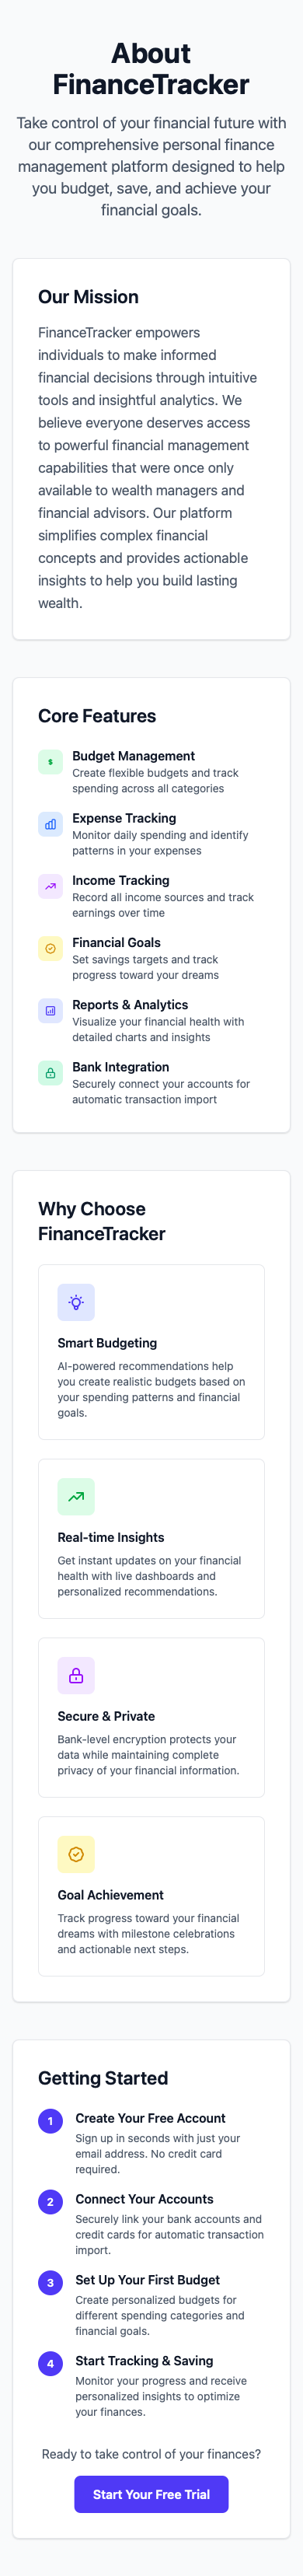 About
FinanceTracker
Take control of your financial future with
our comprehensive personal finance
management platform designed to help
you budget, save, and achieve your
financial goals.
Our Mission
FinanceTracker empowers
individuals to make informed
financial decisions through intuitive
tools and insightful analytics. We
believe everyone deserves access
to powerful financial management
capabilities that were once only
available to wealth managers and
financial advisors. Our platform
simplifies complex financial
concepts and provides actionable
insights to help you build lasting
wealth.
Core Features
$
Budget Management
Create flexible budgets and track
spending across all categories
Expense Tracking
Monitor daily spending and identify
patterns in your expenses
Income Tracking
Record all income sources and track
earnings over time
Financial Goals
Set savings targets and track
progress toward your dreams
Reports & Analytics
Visualize your financial health with
detailed charts and insights
Bank Integration
Securely connect your accounts for
automatic transaction import
Why Choose
FinanceTracker
Smart Budgeting
AI-powered recommendations help
you create realistic budgets based on
your spending patterns and financial
goals.
Real-time Insights
Get instant updates on your financial
health with live dashboards and
personalized recommendations.
Secure & Private
Bank-level encryption protects your
data while maintaining complete
privacy of your financial information.
Goal Achievement
Track progress toward your financial
dreams with milestone celebrations
and actionable next steps.
Getting Started
1 Create Your Free Account
Sign up in seconds with just your
email address. No credit card
required.
2 Connect Your Accounts
Securely link your bank accounts and
credit cards for automatic transaction
import.
3 Set Up Your First Budget
Create personalized budgets for
different spending categories and
financial goals.
4 Start Tracking & Saving
Monitor your progress and receive
personalized insights to optimize
your finances.
Ready to take control of your finances?
Start Your Free Trial